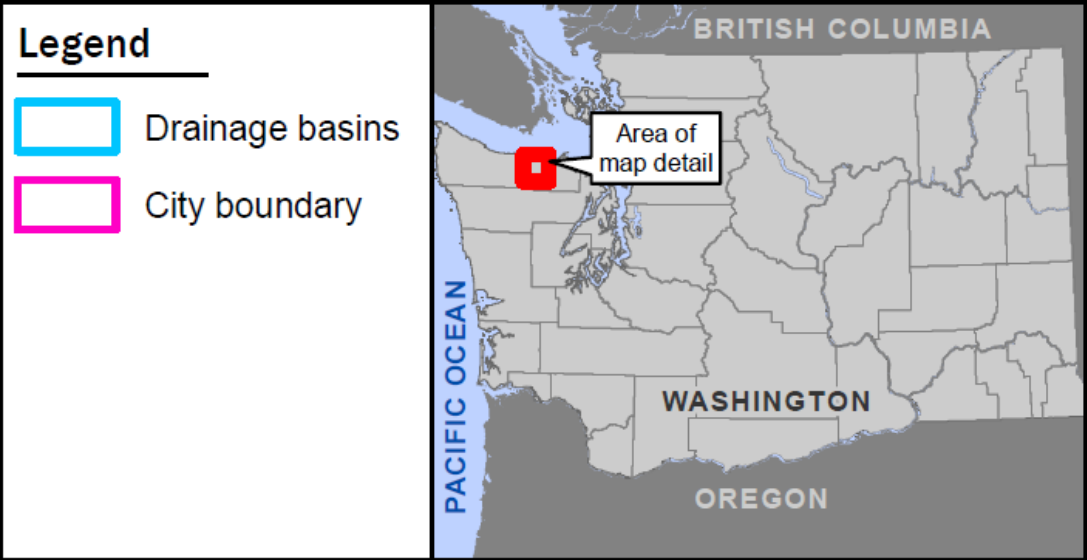 Legend
Drainage basins
City boundary
BRITISH COLUMBIA
Area of
map detail
PACIFIC OCEAN
WASHINGTON
OREGON